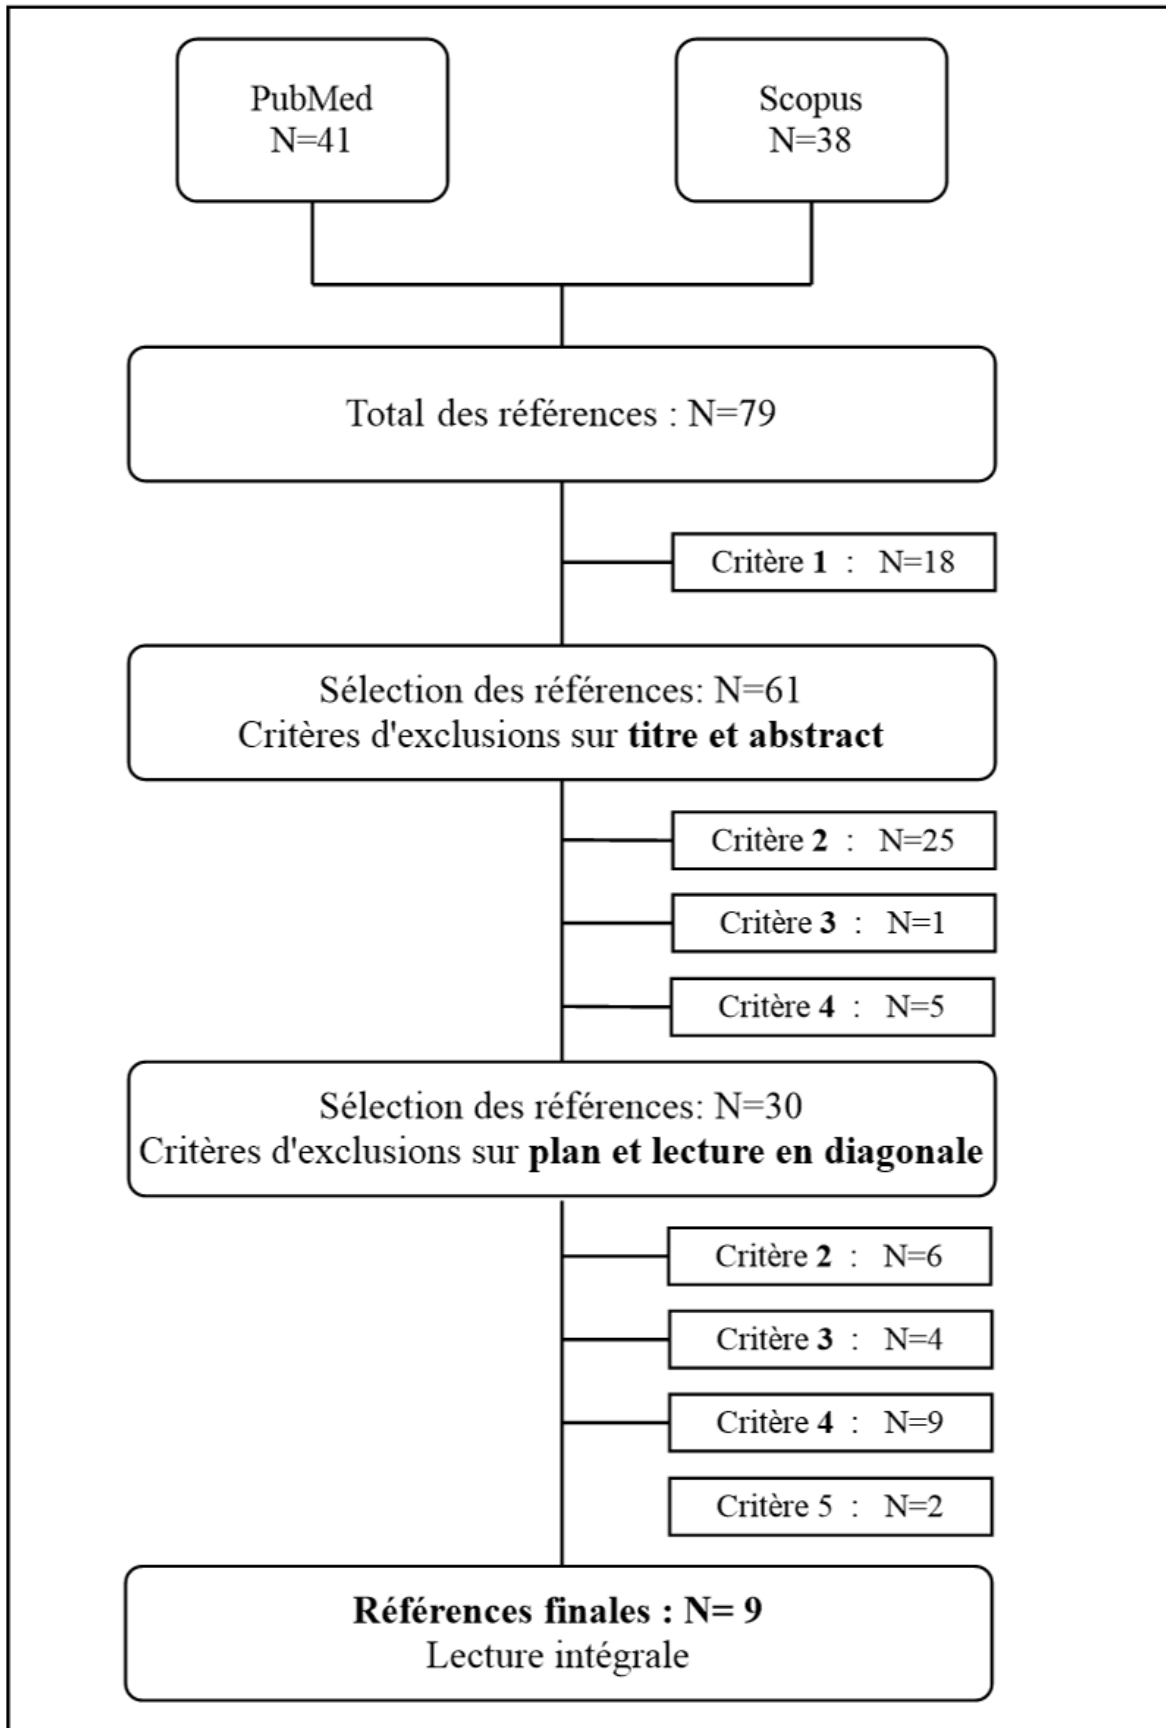 PubMed
N=41
Scopus
N=38
Total des références : N=79
Critère 1 : N=18
Sélection des références: N=61
Critères d'exclusions sur titre et abstract
Critère 2 : N=25
Critère 3 : N=1
Critère 4 : N=5
Sélection des références: N=30
Critères d'exclusions sur plan et lecture en diagonale
Critère 2 : N=6
Critère 3 : N=4
Critère 4 : N=9
Critère 5 : N=2
Références finales : N= 9
Lecture intégrale